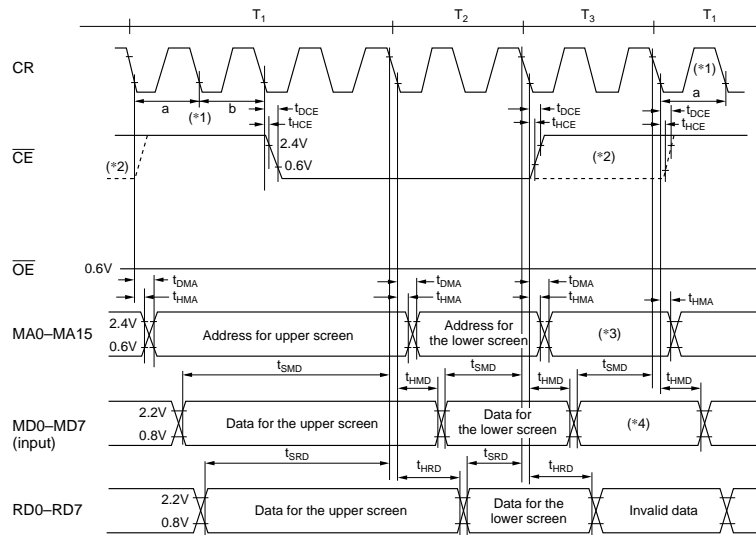 T1 T2 T3 T1
CR
(*1)
a b a
(*1)
tDCE tDCE tDCE
tHCE tHCE tHCE
2.4V
CE (*2) (*2)
0.6V
OE 0.6V
tDMA tDMA tDMA
tHMA tHMA tHMA tHMA
MA0–MA15 2.4V 0.6V Address for upper screen Address for the lower screen (*3)
tSMD tSMD tSMD
tHMD tHMD tHMD
MD0–MD7 (input) 2.2V 0.8V Data for the upper screen Data for the lower screen (*4)
tSRD tSRD
tHRD tHRD
RD0–RD7 2.2V 0.8V Data for the upper screen Data for the lower screen Invalid data